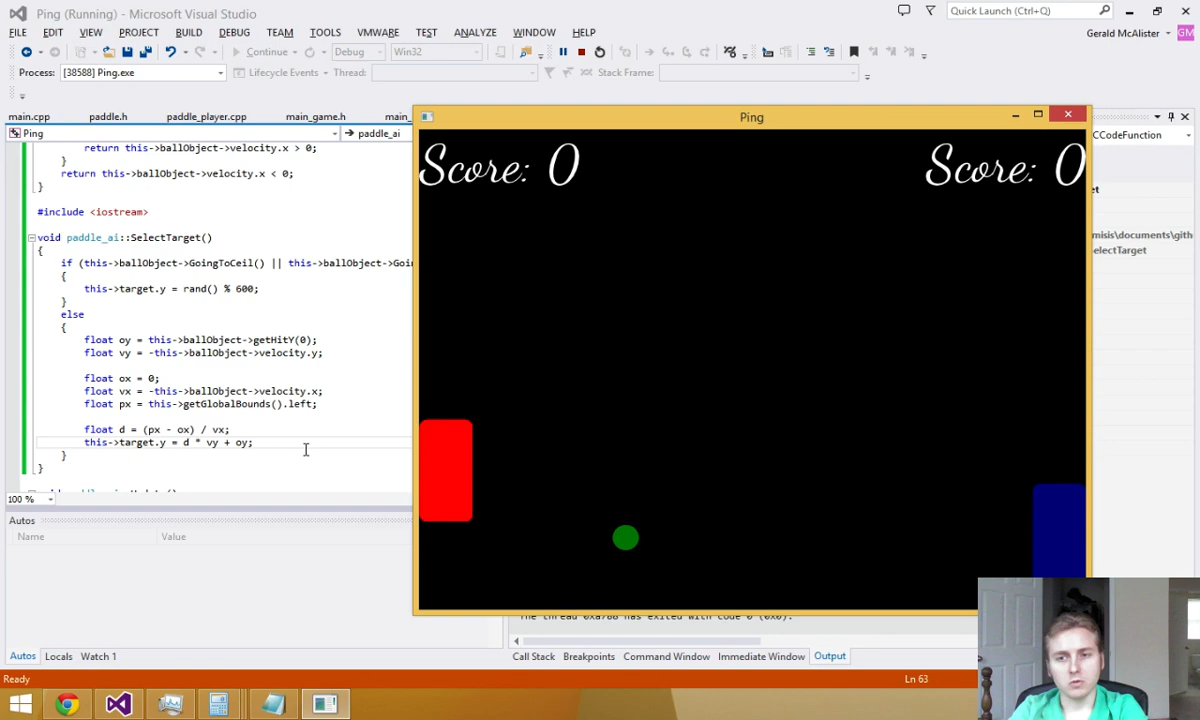 Ping (Running) - Microsoft Visual Studio
Quick Launch (Ctrl+Q)
FILE EDIT VIEW PROJECT BUILD DEBUG TEAM TOOLS VMWARE TEST ANALYZE WINDOW HELP
Gerald McAlister
GM
Continue Debug Win32
Process: [38588] Ping.exe Lifecycle Events Thread: Stack Frame:
main.cpp paddle.h paddle_player.cpp main_game.h main_
Ping paddle_ai
return this->ballObject->velocity.x > 0;
}
return this->ballObject->velocity.x < 0;
}
#include <iostream>
void paddle_ai::SelectTarget()
{
if (this->ballObject->GoingToCeil() || this->ballObject->Goi
{
this->target.y = rand() % 600;
}
else
{
float oy = this->ballObject->getHitY(0);
float vy = -this->ballObject->velocity.y;
float ox = 0;
float vx = -this->ballObject->velocity.x;
float px = this->getGlobalBounds().left;
float d = (px - ox) / vx;
this->target.y = d * vy + oy;
}
}
100 %
Autos
Name Value
Autos Locals Watch 1
Ping
Score: 0 Score: 0
CCodeFunction
et
misis\documents\gith
electTarget
Call Stack Breakpoints Command Window Immediate Window Output
Ready
Ln 63